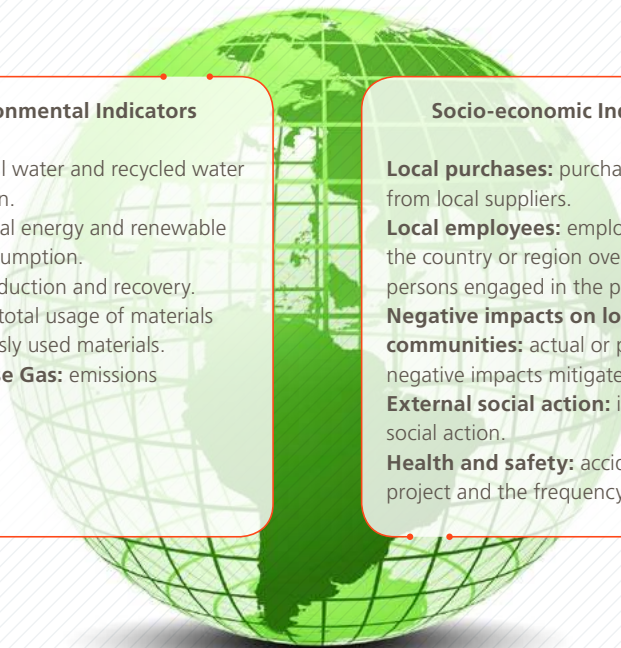 onmental Indicators
l water and recycled water
n.
al energy and renewable
umption.
duction and recovery.
total usage of materials
sly used materials.
se Gas: emissions
Socio-economic Ind
Local purchases: purcha
from local suppliers.
Local employees: emplo
the country or region ove
persons engaged in the p
Negative impacts on lo
communities: actual or p
negative impacts mitigate
External social action: i
social action.
Health and safety: accid
project and the frequency